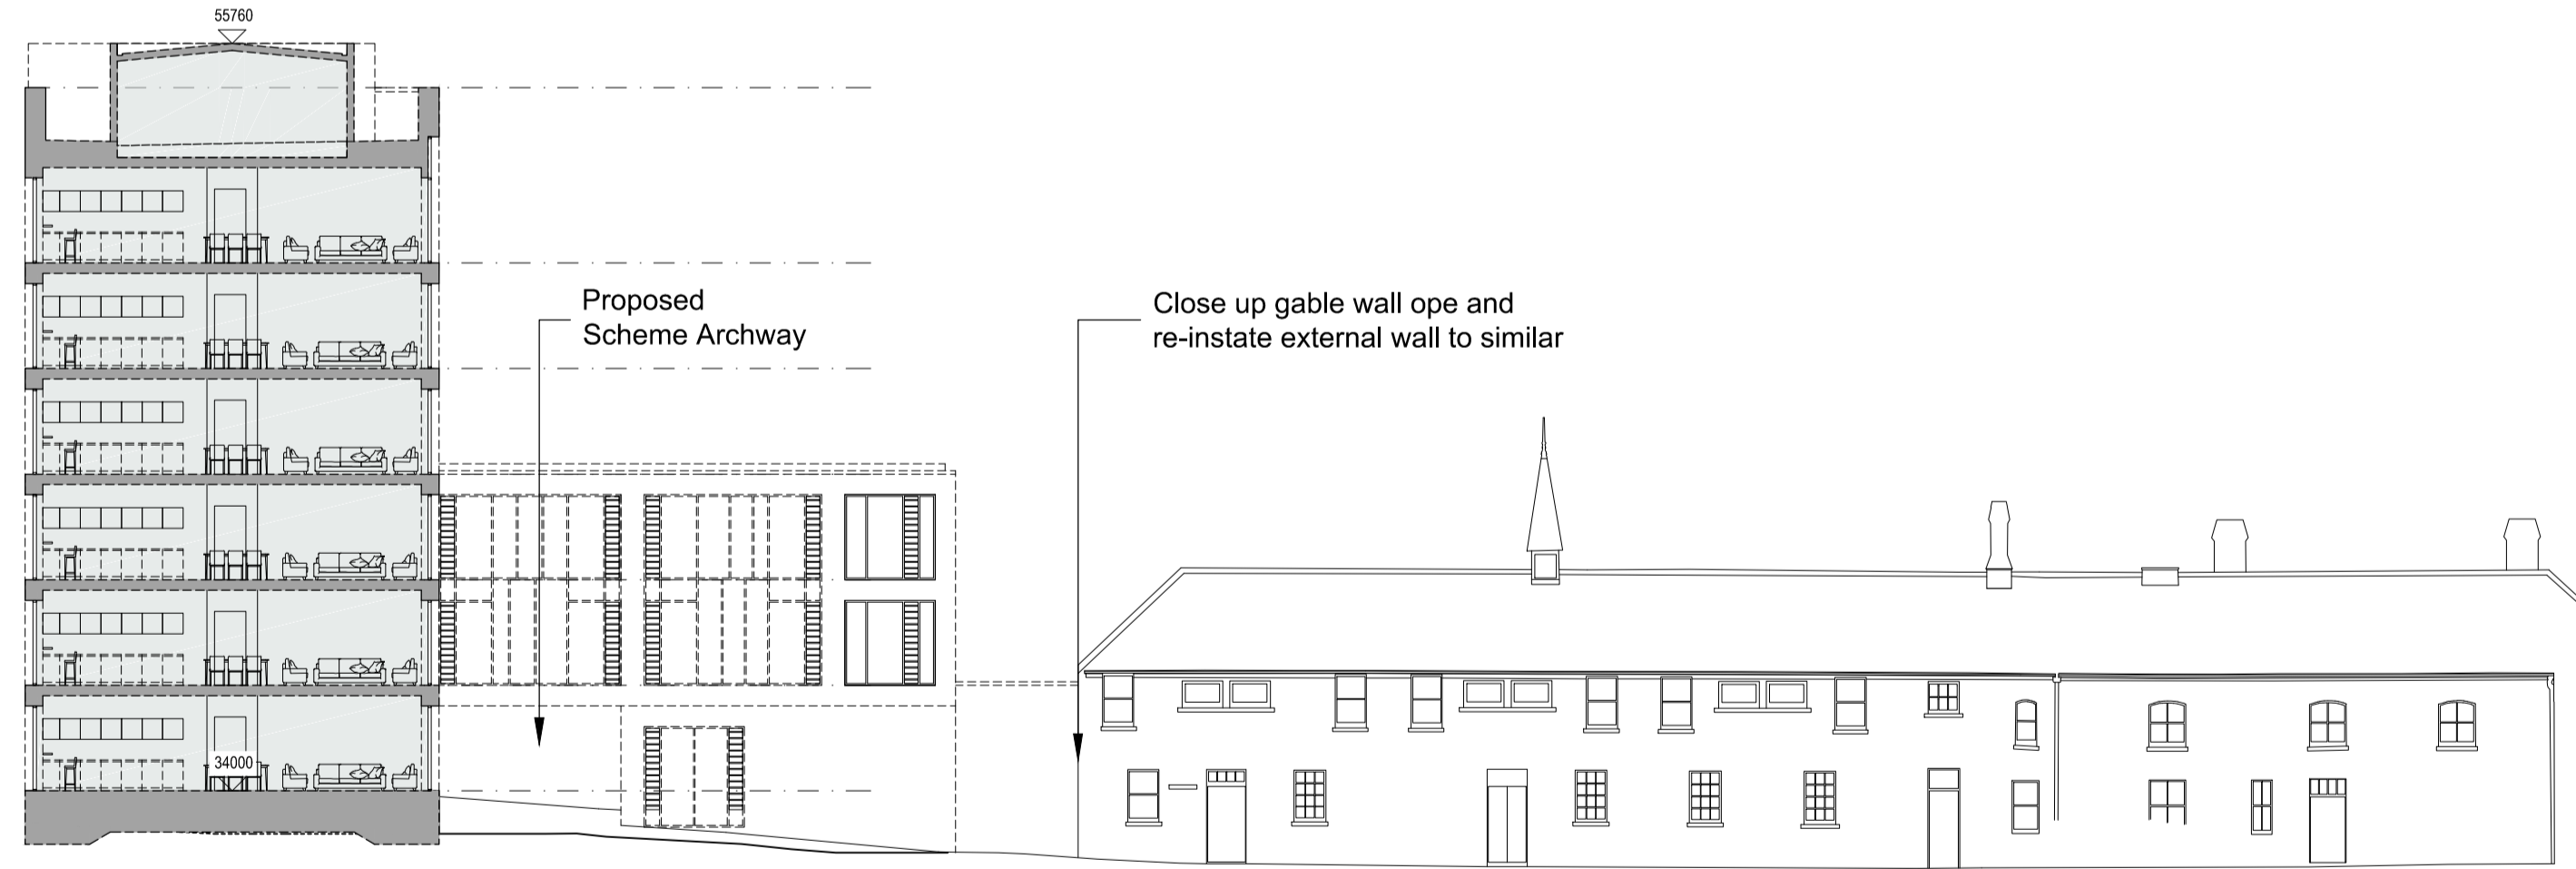 55760
Proposed
Scheme Archway
Close up gable wall ope and
re-instate external wall to similar
34000